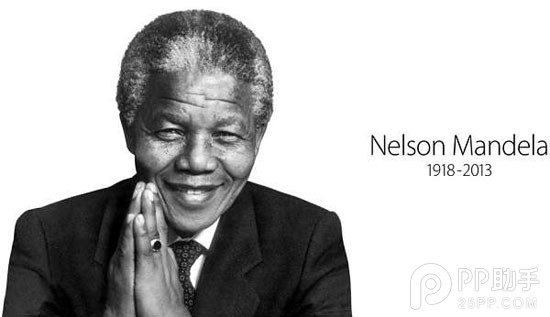 Nelson Mandela
1918-2013
PP助手
25PP.COM